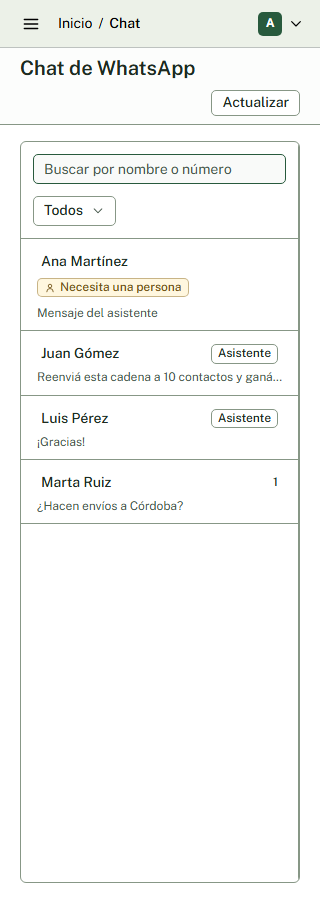 Inicio / Chat
A
Chat de WhatsApp
Actualizar
Buscar por nombre o número
Todos
Ana Martínez
Necesita una persona
Mensaje del asistente
Juan Gómez Asistente
Reenviá esta cadena a 10 contactos y ganá...
Luis Pérez Asistente
¡Gracias!
Marta Ruiz 1
¿Hacen envíos a Córdoba?